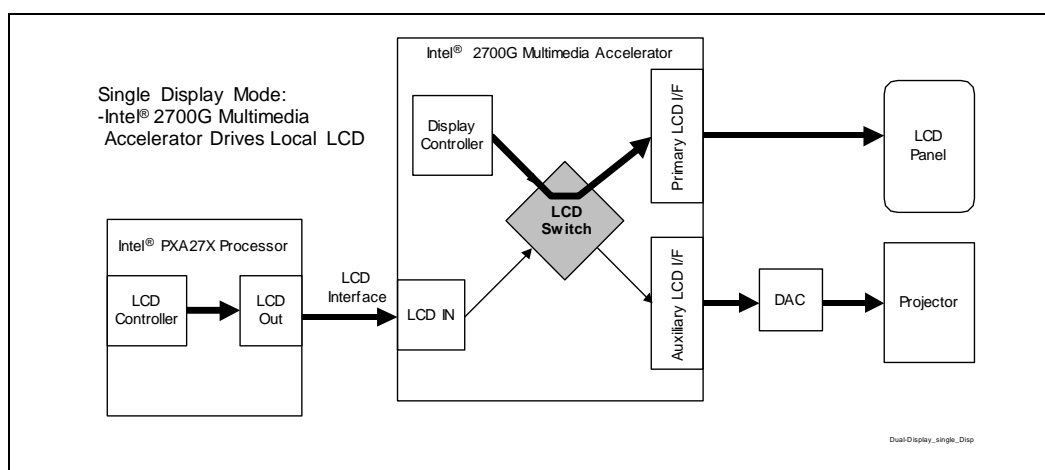 Intel® 2700G Multimedia Accelerator
Single Display Mode:
-Intel® 2700G Multimedia
Accelerator Drives Local LCD
Display
Controller
Primary LCD I/F
LCD
Panel
LCD
Switch
Intel® PXA27X Processor
LCD
Controller
LCD
Out
LCD
Interface
LCD IN
Auxiliary LCD I/F
DAC
Projector
Dual-Display_single_Disp